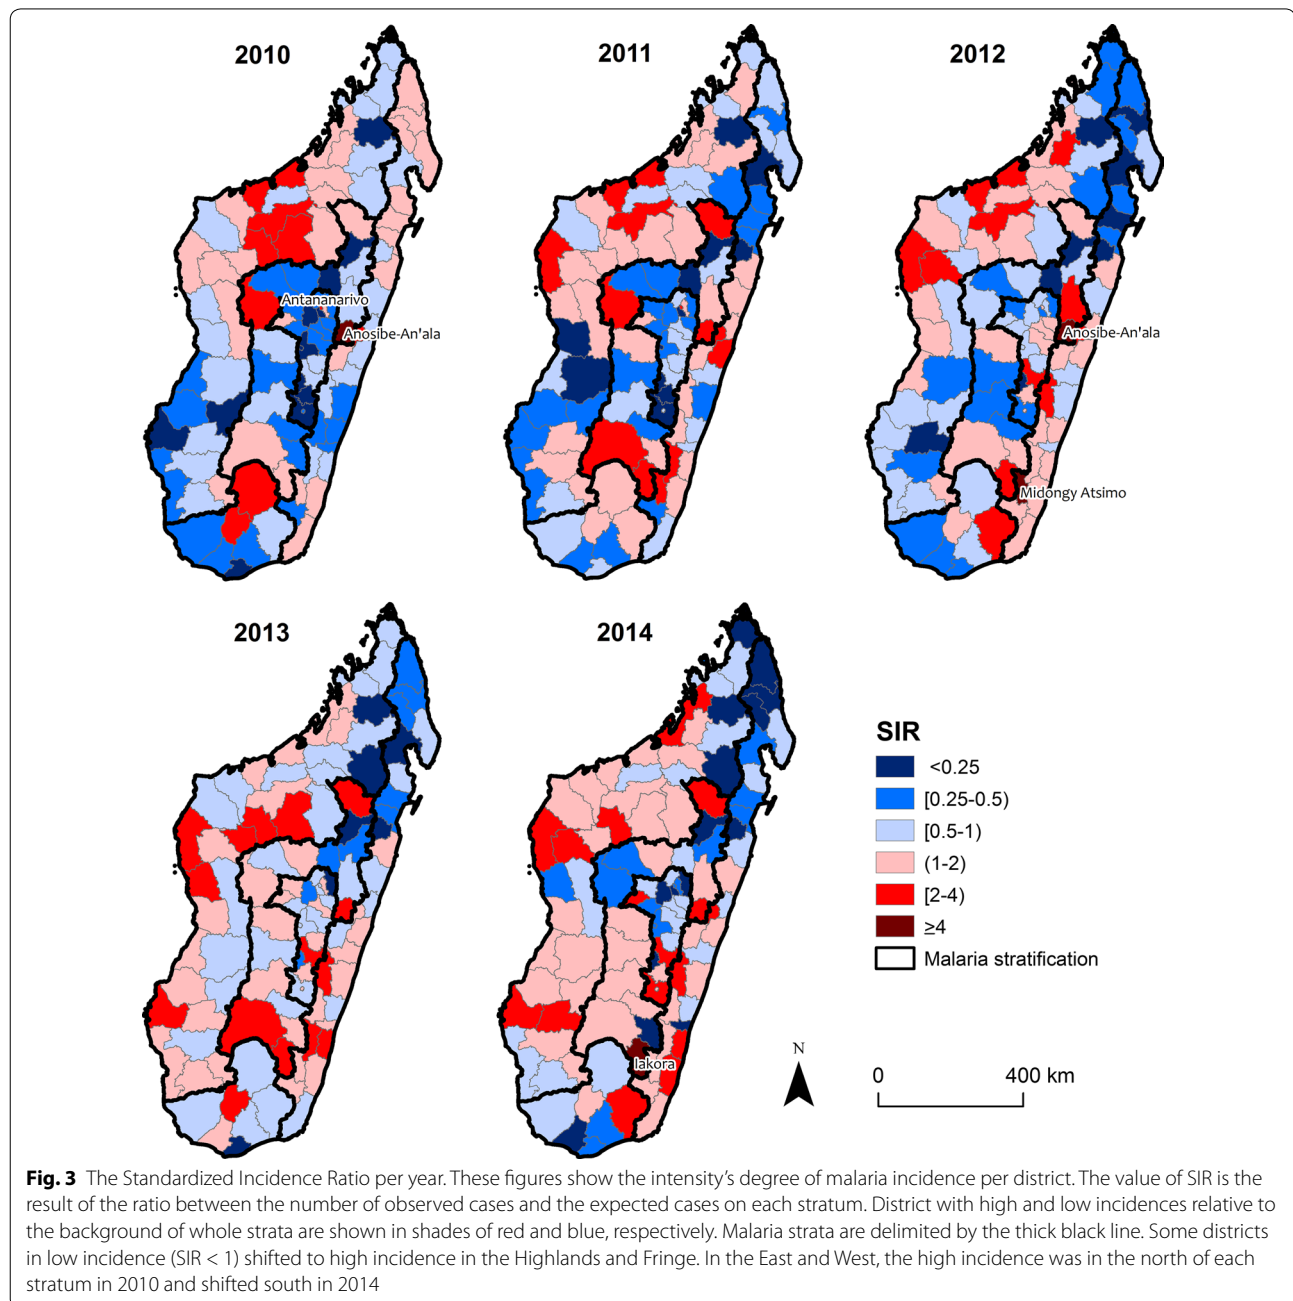 2010
2011
2012
Antananarivo
Anosibe-An'ala
Anosibe-An'ala
Midongy Atsimo
2013
2014
Iakora
SIR
<0.25
[0.25-0.5)
[0.5-1)
(1-2)
[2-4)
≥4
Malaria stratification
N
0 400 km
Fig. 3 The Standardized Incidence Ratio per year. These figures show the intensity's degree of malaria incidence per district. The value of SIR is the
result of the ratio between the number of observed cases and the expected cases on each stratum. District with high and low incidences relative to
the background of whole strata are shown in shades of red and blue, respectively. Malaria strata are delimited by the thick black line. Some districts
in low incidence (SIR < 1) shifted to high incidence in the Highlands and Fringe. In the East and West, the high incidence was in the north of each
stratum in 2010 and shifted south in 2014